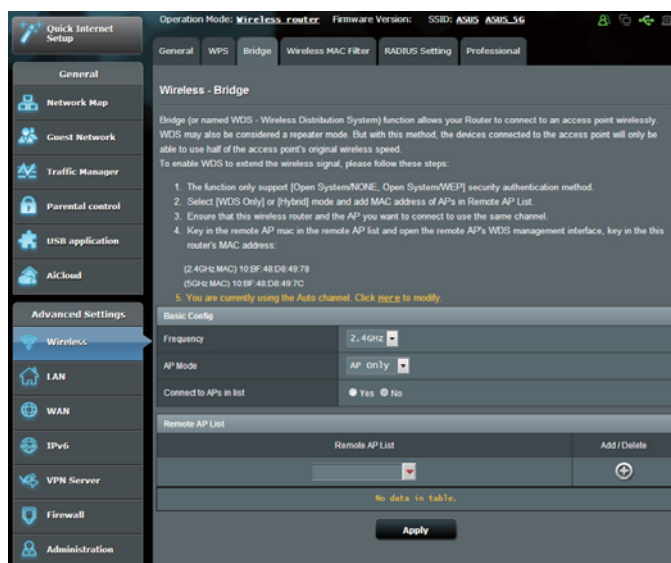 Quick Internet
Setup
Operation Mode: Wireless router Firmware Version: SSID: ASUS ASUS_5G
General WPS Bridge Wireless MAC Filter RADIUS Setting Professional
General
Network Map
Guest Network
Traffic Manager
Parental control
USB application
AiCloud
Advanced Settings
Wireless
LAN
WAN
IPv6
VPN Server
Firewall
Administration
Wireless - Bridge
Bridge (or named WDS - Wireless Distribution System) function allows your Router to connect to an access point wirelessly.
WDS may also be considered a repeater mode. But with this method, the devices connected to the access point will only be
able to use half of the access point's original wireless speed.
To enable WDS to extend the wireless signal, please follow these steps:
1. The function only support [Open System/NONE, Open System/WEP] security authentication method.
2. Select [WDS Only] or [Hybrid] mode and add MAC address of APs in Remote AP List.
3. Ensure that this wireless router and the AP you want to connect to use the same channel.
4. Key in the remote AP mac in the remote AP list and open the remote AP's WDS management interface, key in the this
router's MAC address:
(2.4GHz MAC) 10:BF:48:D8:49:78
(5GHz MAC) 10:BF:48:D8:49:7C
5. You are currently using the Auto channel. Click here to modify.
Basic Config
Frequency 2.4GHz
AP Mode AP Only
Connect to APs in list Yes No
Remote AP List
Remote AP List Add / Delete
No data in table.
Apply